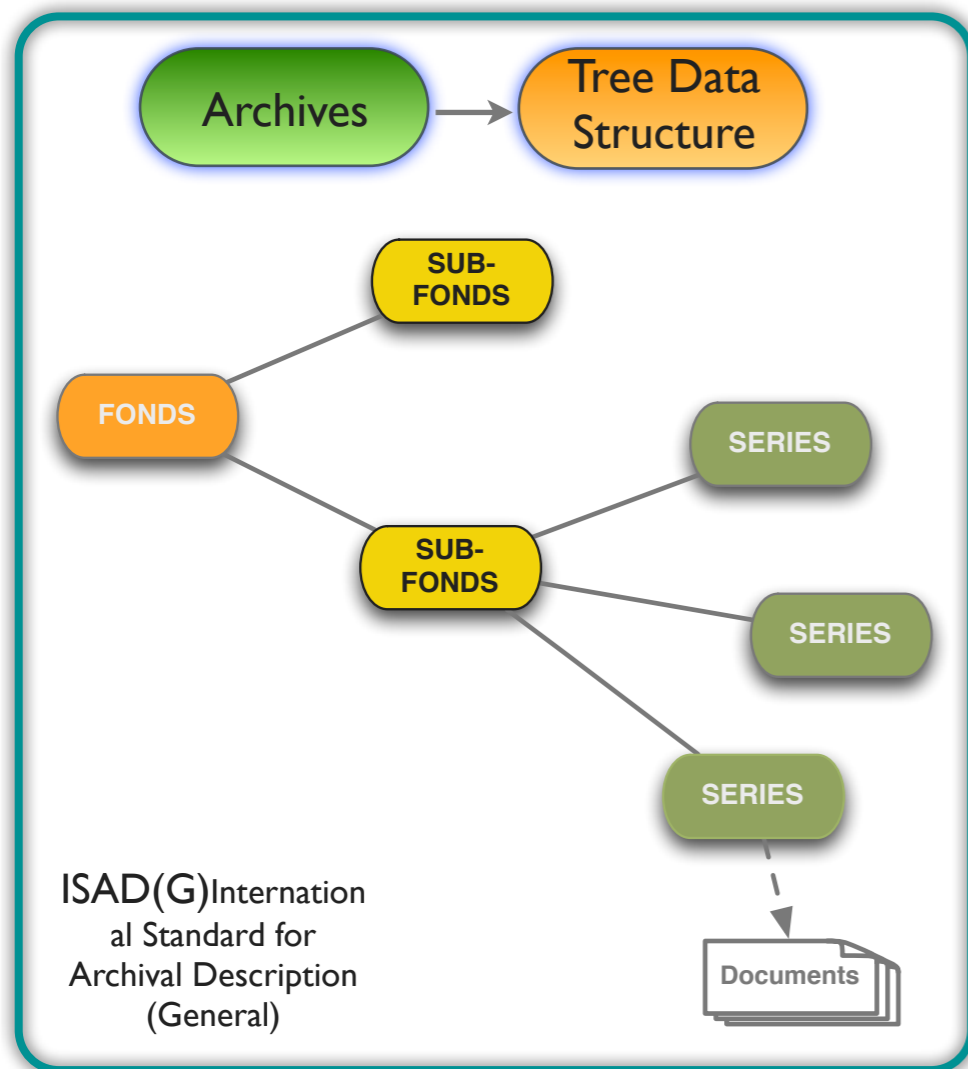 Archives
Tree Data
Structure
SUB-
FONDS
FONDS
SERIES
SUB-
FONDS
SERIES
SERIES
ISAD(G)Internation
al Standard for
Archival Description
(General)
Documents